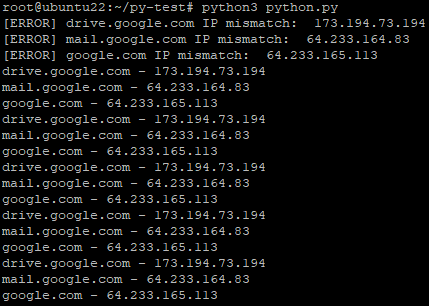 root@ubuntu22:~/py-test# python3 python.py
[ERROR] drive.google.com IP mismatch:  173.194.73.194
[ERROR] mail.google.com IP mismatch:  64.233.164.83
[ERROR] google.com IP mismatch:  64.233.165.113
drive.google.com - 173.194.73.194
mail.google.com - 64.233.164.83
google.com - 64.233.165.113
drive.google.com - 173.194.73.194
mail.google.com - 64.233.164.83
google.com - 64.233.165.113
drive.google.com - 173.194.73.194
mail.google.com - 64.233.164.83
google.com - 64.233.165.113
drive.google.com - 173.194.73.194
mail.google.com - 64.233.164.83
google.com - 64.233.165.113
drive.google.com - 173.194.73.194
mail.google.com - 64.233.164.83
google.com - 64.233.165.113